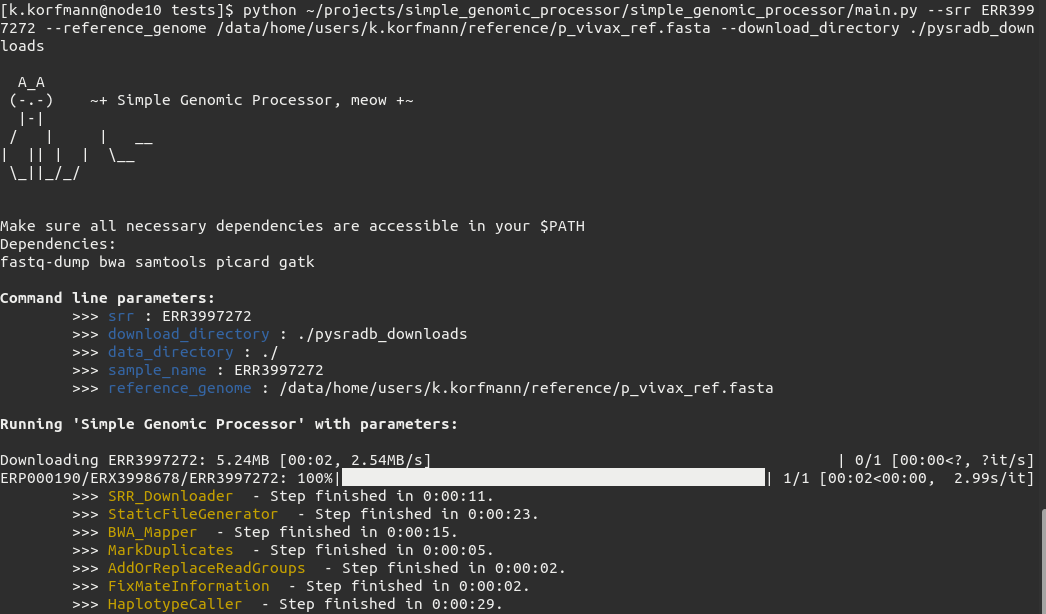 [k.korfmann@node10 tests]$ python ~/projects/simple_genomic_processor/simple_genomic_processor/main.py --srr ERR399
7272 --reference_genome /data/home/users/k.korfmann/reference/p_vivax_ref.fasta --download_directory ./pysradb_down
loads
  A_A
 (-.-)    ~+ Simple Genomic Processor, meow +~
  |-|
 /   |     |   __
|  || |  |  \__
 \_||_/_/
Make sure all necessary dependencies are accessible in your $PATH
Dependencies:
fastq-dump bwa samtools picard gatk
Command line parameters:
        >>> srr : ERR3997272
        >>> download_directory : ./pysradb_downloads
        >>> data_directory : ./
        >>> sample_name : ERR3997272
        >>> reference_genome : /data/home/users/k.korfmann/reference/p_vivax_ref.fasta
Running 'Simple Genomic Processor' with parameters:
Downloading ERR3997272: 5.24MB [00:02, 2.54MB/s]                                             | 0/1 [00:00<?, ?it/s]
ERP000190/ERX3998678/ERR3997272: 100%|                                               | 1/1 [00:02<00:00,  2.99s/it]
        >>> SRR_Downloader  - Step finished in 0:00:11.
        >>> StaticFileGenerator  - Step finished in 0:00:23.
        >>> BWA_Mapper  - Step finished in 0:00:15.
        >>> MarkDuplicates  - Step finished in 0:00:05.
        >>> AddOrReplaceReadGroups  - Step finished in 0:00:02.
        >>> FixMateInformation  - Step finished in 0:00:02.
        >>> HaplotypeCaller  - Step finished in 0:00:29.